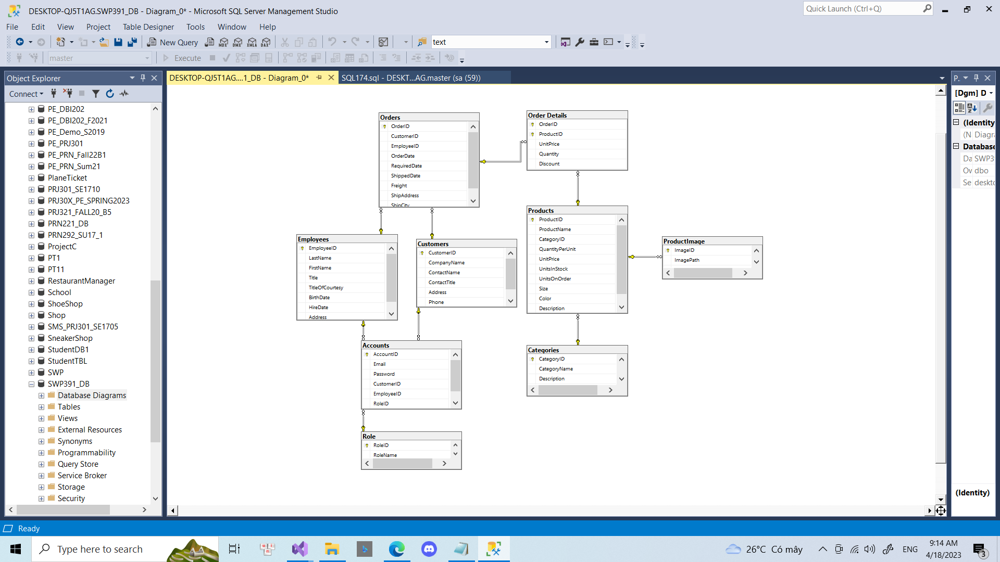 DESKTOP-QJ5T1AG.SWP391_DB - Diagram_0* - Microsoft SQL Server Management Studio
Quick Launch (Ctrl+Q)
File Edit View Project Table Designer Tools Window Help
New Query MDX DMX XMLA DAX text
master Execute
Object Explorer
DESKTOP-QJ5T1AG....1_DB - Diagram_0*
SQL174.sql - DESKT...AG.master (sa (59))
Connect
PE_DBI202
PE_DBI202_F2021
PE_Demo_S2019
PE_PRJ301
PE_PRN_Fall22B1
PE_PRN_Sum21
PlaneTicket
PRJ301_SE1710
PRJ30X_PE_SPRING2023
PRJ321_FALL20_B5
PRN221_DB
PRN292_SU17_1
ProjectC
PT1
PT11
RestaurantManager
School
ShoeShop
Shop
SMS_PRJ301_SE1705
SneakerShop
StudentDB1
StudentTBL
SWP
SWP391_DB
Database Diagrams
Tables
Views
External Resources
Synonyms
Programmability
Query Store
Service Broker
Storage
Security
Orders
OrderID
CustomerID
EmployeeID
OrderDate
RequiredDate
ShippedDate
Freight
ShipAddress
ShipCity
Order Details
OrderID
ProductID
UnitPrice
Quantity
Discount
Employees
EmployeeID
LastName
FirstName
Title
TitleOfCourtesy
BirthDate
HireDate
Address
Customers
CustomerID
CompanyName
ContactName
ContactTitle
Address
Phone
Products
ProductID
ProductName
CategoryID
QuantityPerUnit
UnitPrice
UnitsInStock
UnitsOnOrder
Size
Color
Description
ProductImage
ImageID
ImagePath
Accounts
AccountID
Email
Password
CustomerID
EmployeeID
RoleID
Categories
CategoryID
CategoryName
Description
Role
RoleID
RoleName
P.
[Dgm] D
(Identity
(N Diagra
Database
Da SWP3
Ov dbo
Se deskto
(Identity)
Ready
Type here to search
26°C Có mây
ENG
9:14 AM
4/18/2023
3